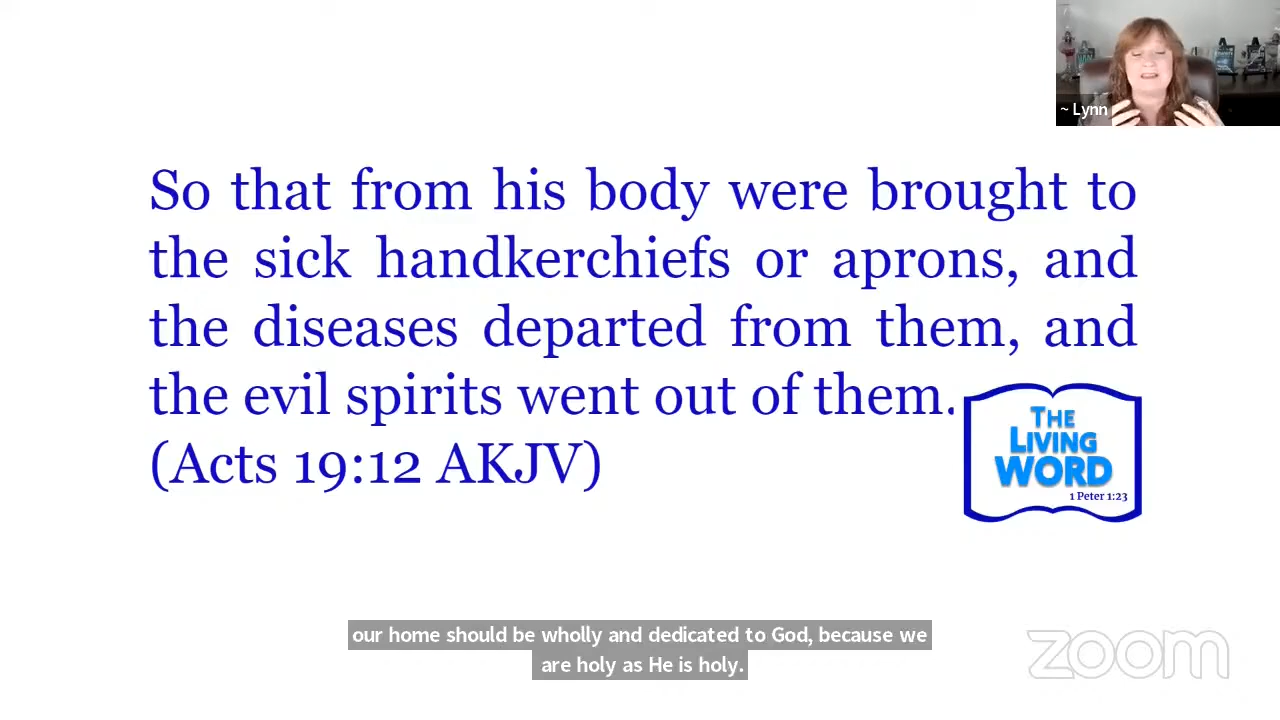 ~ Lynn
So that from his body were brought to
the sick handkerchiefs or aprons, and
the diseases departed from them, and
the evil spirits went out of them.
(Acts 19:12 AKJV)
THE
LIVING
WORD
1 Peter 1:23
our home should be wholly and dedicated to God, because we
are holy as He is holy.
zoom